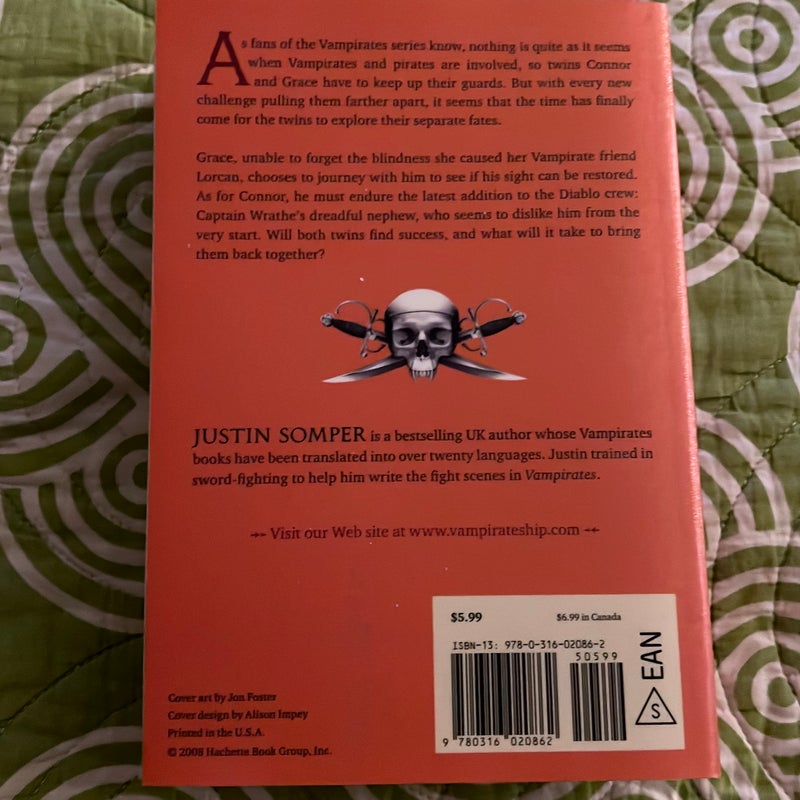 As fans of the Vampirates series know, nothing is quite as it seems
when Vampirates and pirates are involved, so twins Connor
and Grace have to keep up their guards. But with every new
challenge pulling them farther apart, it seems that the time has finally
come for the twins to explore their separate fates.
Grace, unable to forget the blindness she caused her Vampirate friend
Lorcan, chooses to journey with him to see if his sight can be restored.
As for Connor, he must endure the latest addition to the Diablo crew:
Captain Wrathe's dreadful nephew, who seems to dislike him from the
very start. Will both twins find success, and what will it take to bring
them back together?
JUSTIN SOMPER is a bestselling UK author whose Vampirates
books have been translated into over twenty languages. Justin trained in
sword-fighting to help him write the fight scenes in Vampirates.
Visit our Web site at www.vampirateship.com
$5.99 $6.99 in Canada
ISBN-13: 978-0-316-02086-2
50599
EAN
S
9 780316 020862
Cover art by Jon Foster
Cover design by Alison Impey
Printed in the U.S.A.
© 2008 Hachette Book Group, Inc.